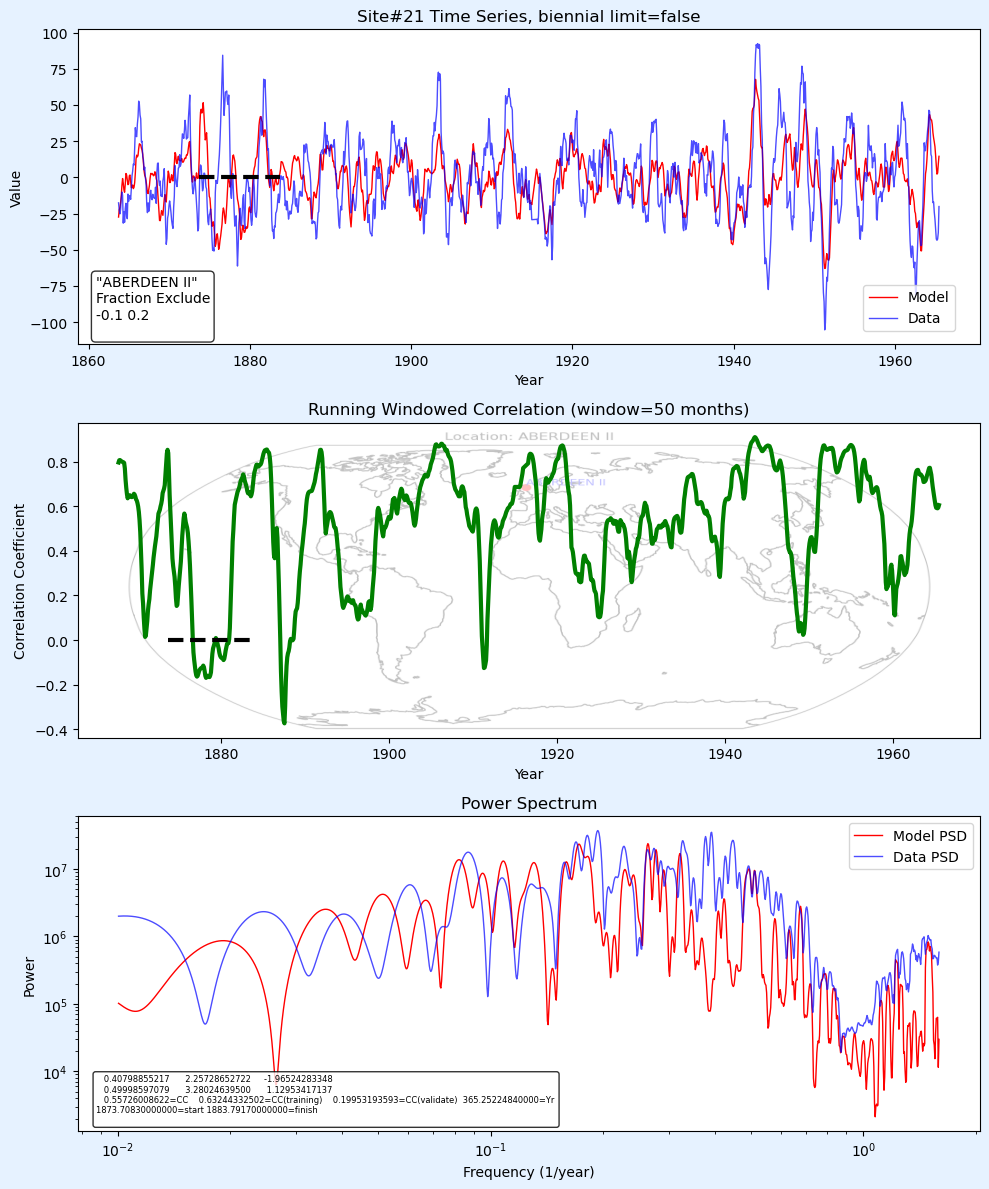 Site#21 Time Series, biennial limit=false
100
75
50
25
0
−25
−50
−75
−100
Value
"ABERDEEN II"
Fraction Exclude
-0.1 0.2
Model
Data
1860
1880
1900
1920
1940
1960
Year
Running Windowed Correlation (window=50 months)
Location: ABERDEEN II
ABERDEEN II
0.8
0.6
0.4
0.2
0.0
−0.2
−0.4
Correlation Coefficient
1880
1900
1920
1940
1960
Year
Power Spectrum
Model PSD
Data PSD
10^7
10^6
10^5
10^4
Power
0.40798855217 2.25728652722 -1.96524283348
0.49998597079 3.28024639500 1.12953417137
0.55726008622=CC 0.63244332502=CC(training) 0.19953193593=CC(validate) 365.25224840000=Yr
1873.70830000000=start 1883.79170000000=finish
10^−2
10^−1
10^0
Frequency (1/year)